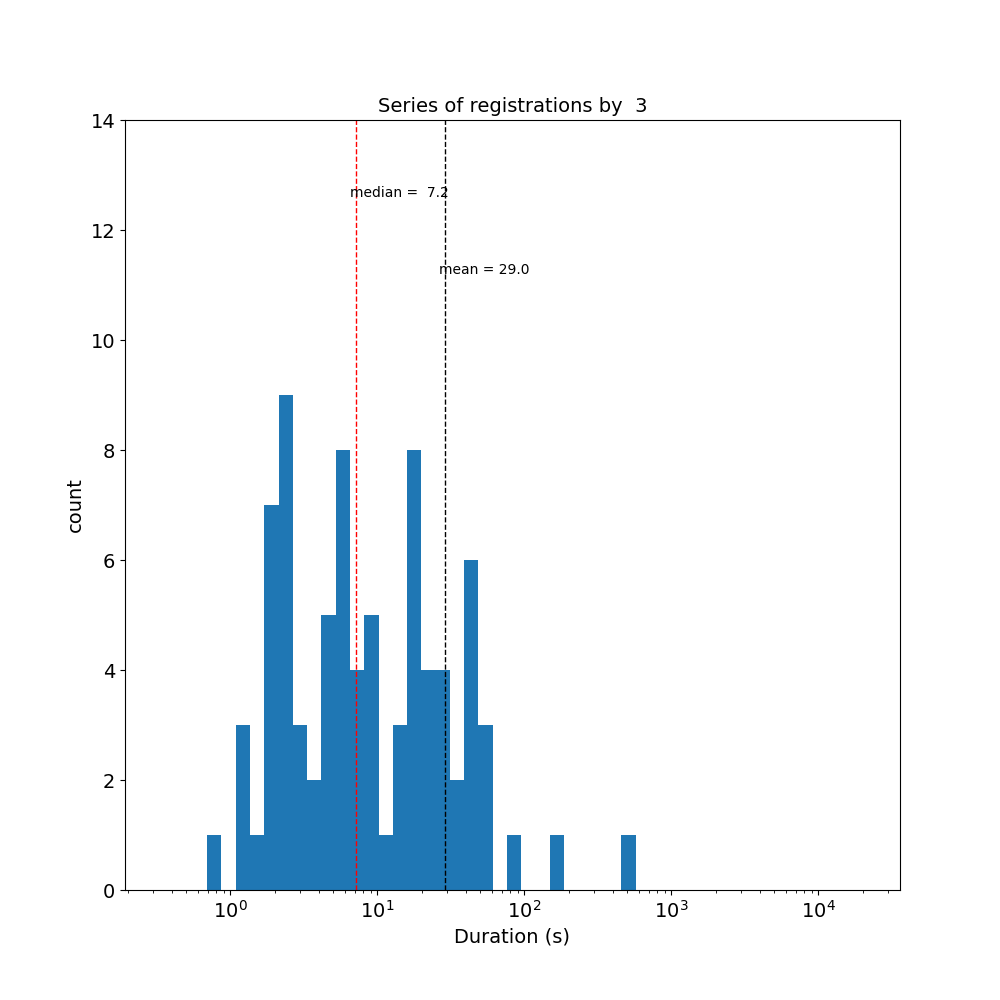 Series of registrations by  3
14
median =  7.2
12
mean = 29.0
10
8
count
6
4
2
0
10⁰ 10¹ 10² 10³ 10⁴
Duration (s)